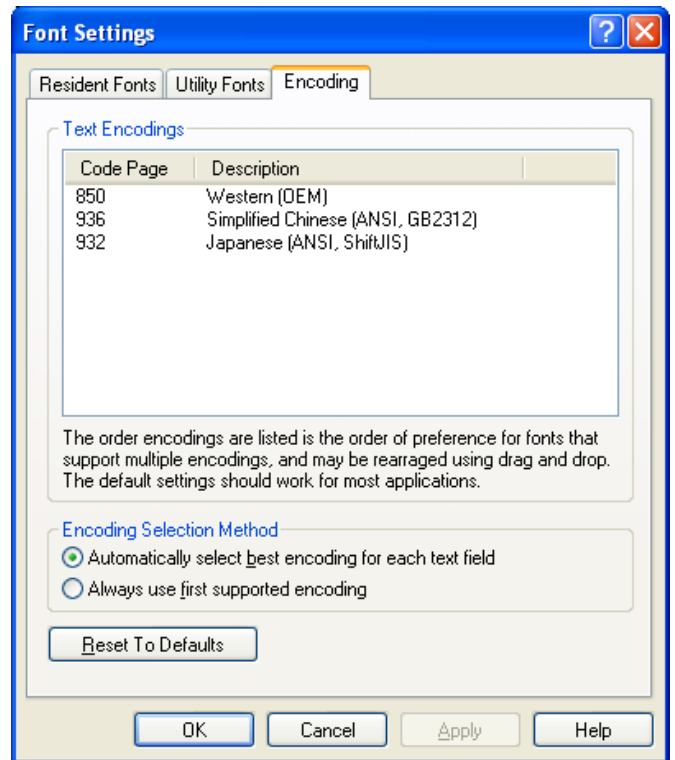 Font Settings
Resident Fonts Utility Fonts Encoding
Text Encodings
Code Page Description
850 Western (OEM)
936 Simplified Chinese (ANSI, GB2312)
932 Japanese (ANSI, ShiftJIS)
The order encodings are listed is the order of preference for fonts that
support multiple encodings, and may be rearraged using drag and drop.
The default settings should work for most applications.
Encoding Selection Method
Automatically select best encoding for each text field
Always use first supported encoding
Reset To Defaults
OK Cancel Apply Help